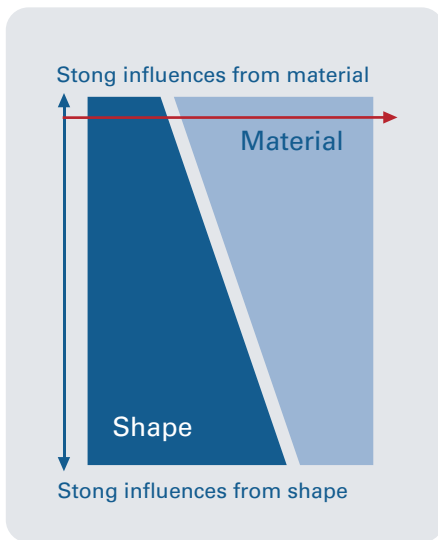 Stong influences from material
Material
Shape
Stong influences from shape